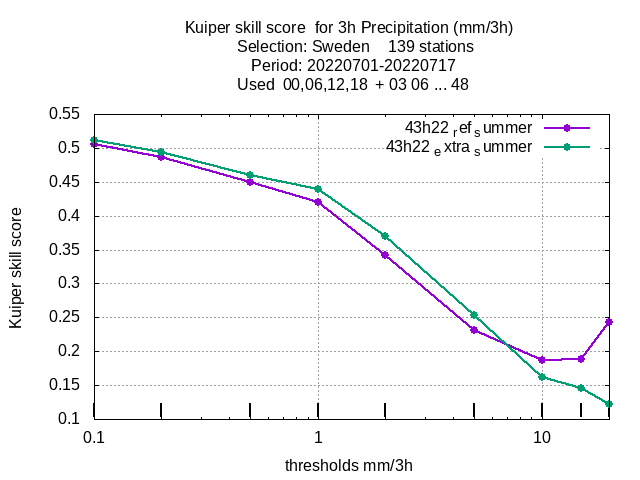 Kuiper skill score for 3h Precipitation (mm/3h)
Selection: Sweden 139 stations
Period: 20220701-20220717
Used 00,06,12,18 + 03 06 ... 48
43h22 ref summer
43h22 extra summer
Kuiper skill score
0.55
0.5
0.45
0.4
0.35
0.3
0.25
0.2
0.15
0.1
0.1 1 10
thresholds mm/3h